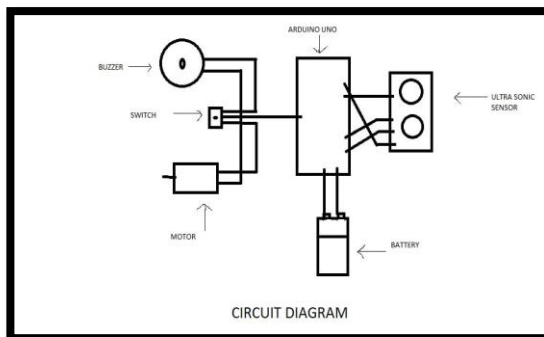 ARDUINO UNO
BUZZER
SWITCH
ULTRA SONIC
SENSOR
MOTOR
BATTERY
CIRCUIT DIAGRAM